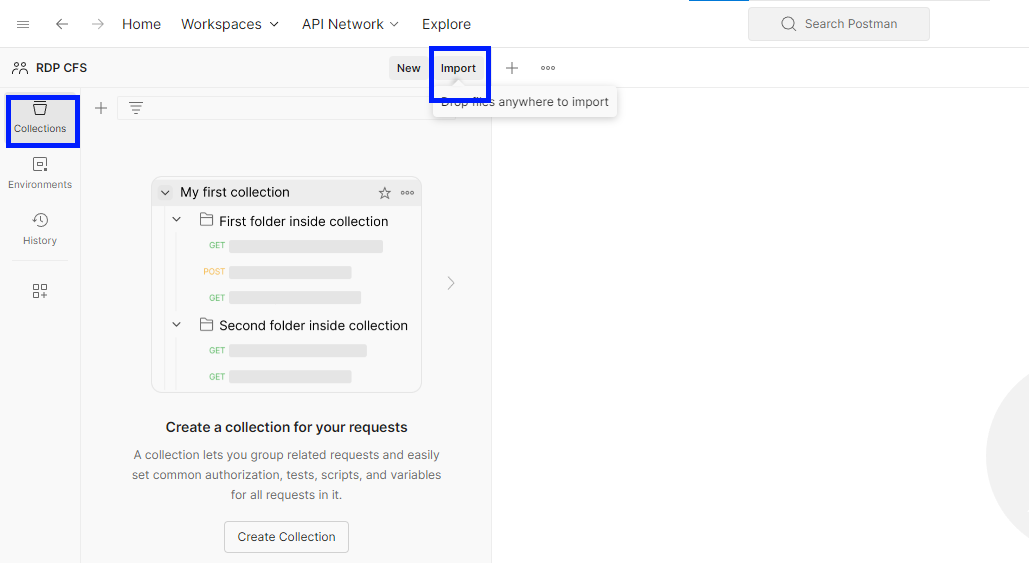 Home Workspaces API Network Explore Search Postman
RDP CFS New Import
Drop files anywhere to import
Collections
Environments
History
My first collection
First folder inside collection
GET
POST
GET
Second folder inside collection
GET
GET
Create a collection for your requests
A collection lets you group related requests and easily
set common authorization, tests, scripts, and variables
for all requests in it.
Create Collection